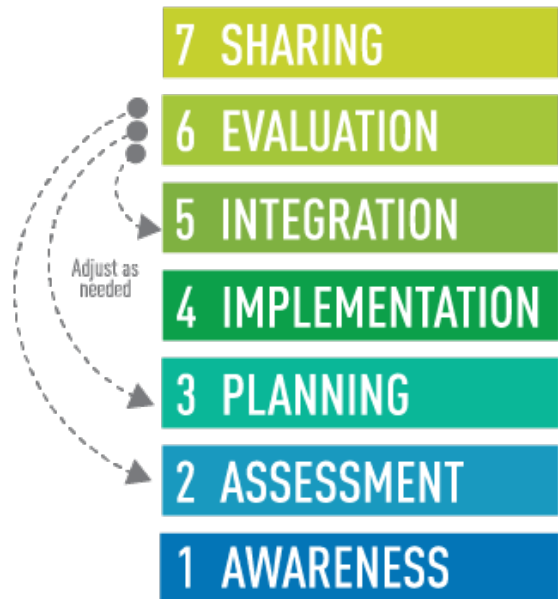 7 SHARING
6 EVALUATION
5 INTEGRATION
Adjust as
needed
4 IMPLEMENTATION
3 PLANNING
2 ASSESSMENT
1 AWARENESS